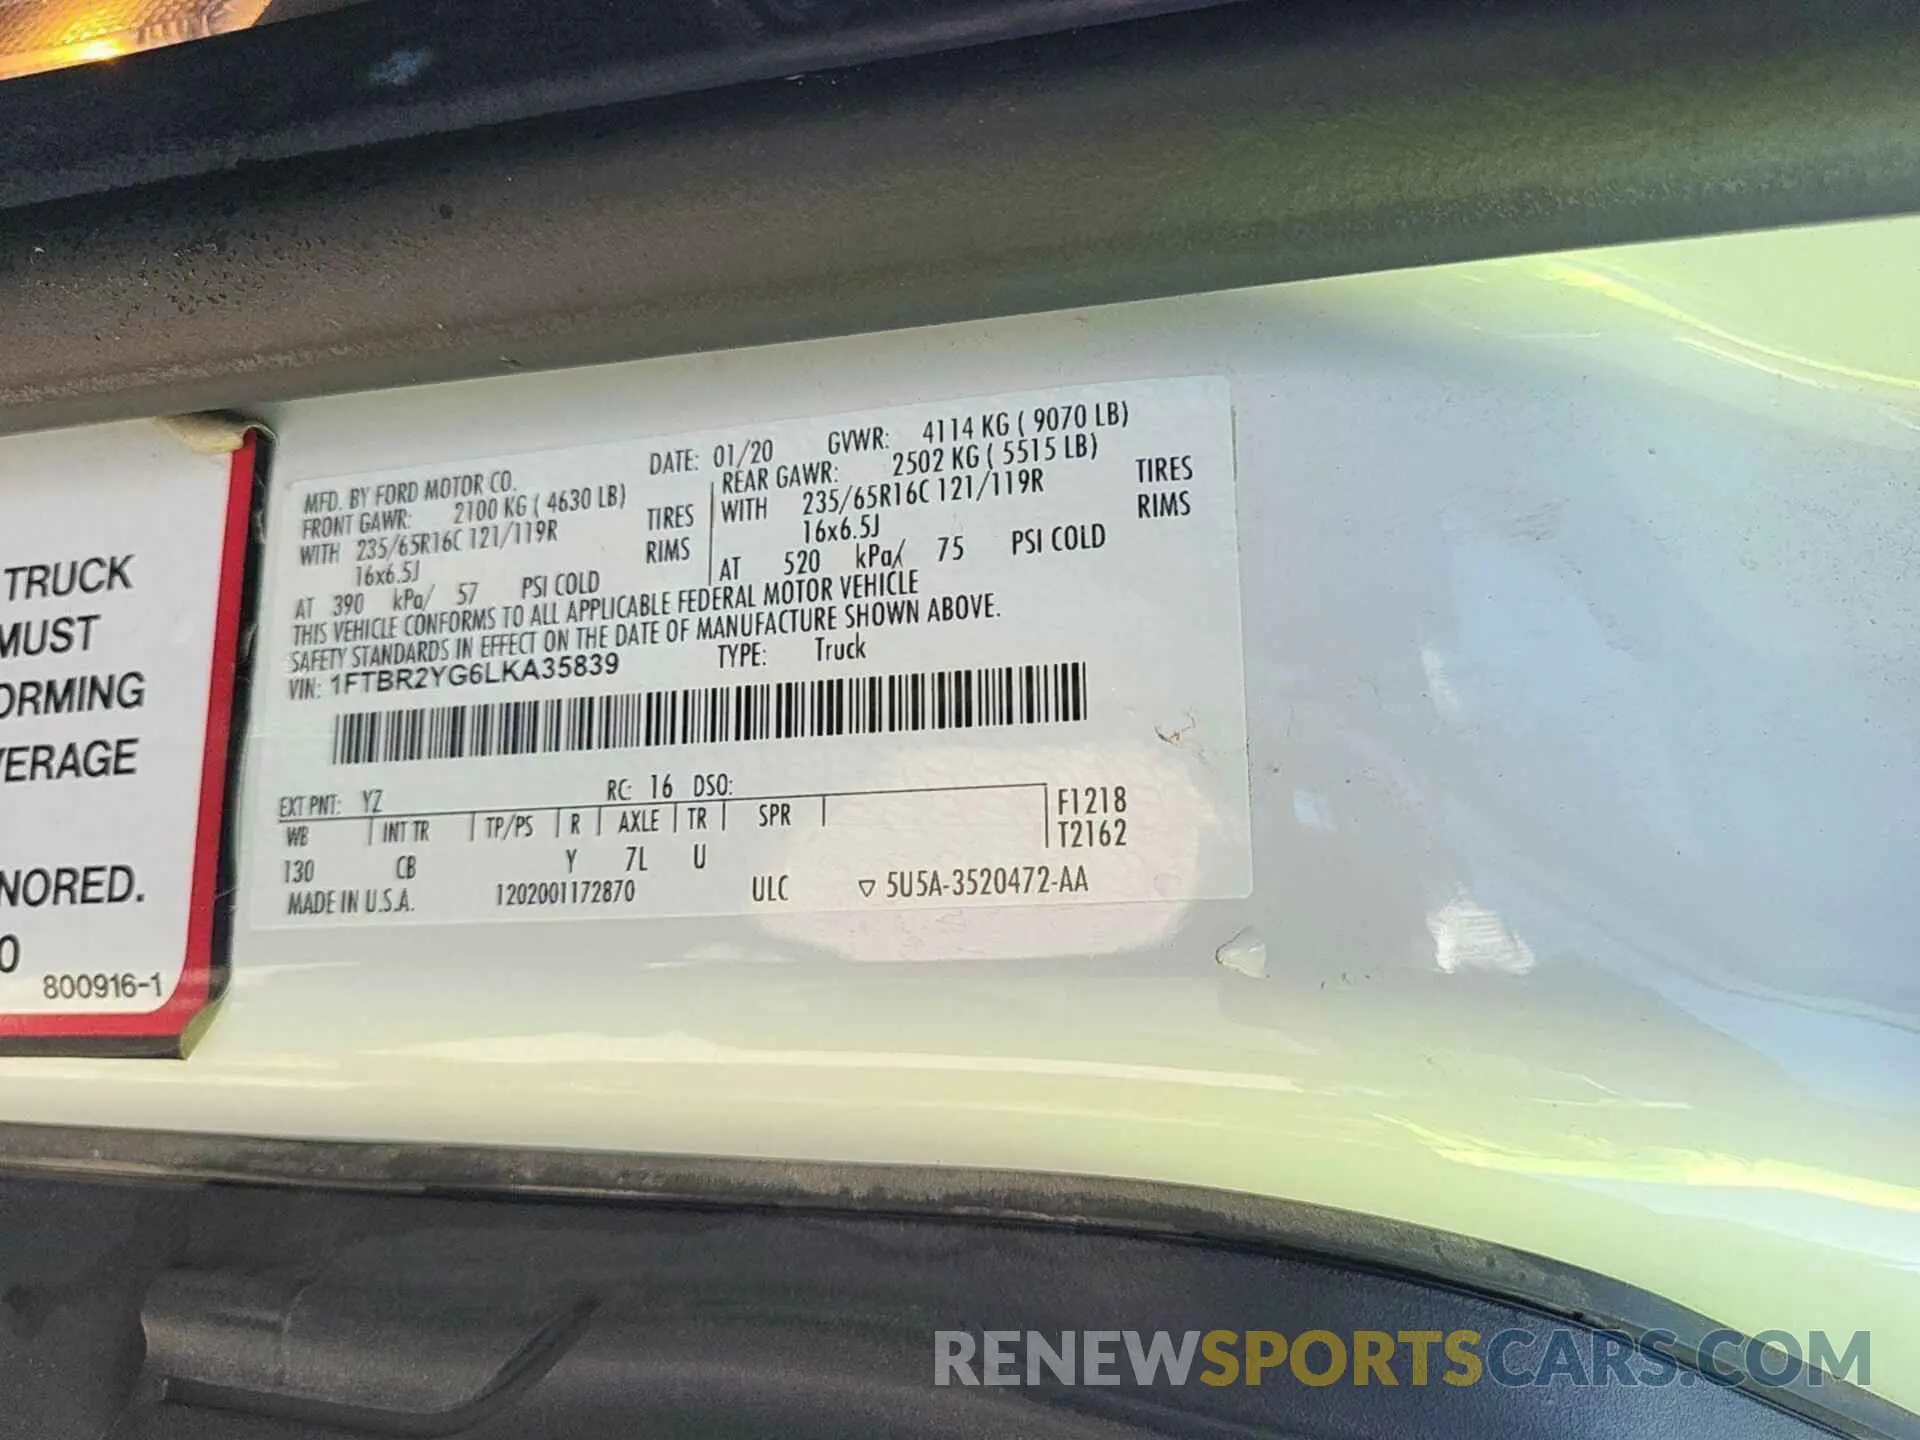 MFD. BY FORD MOTOR CO. DATE: 01/20 GVWR: 4114 KG ( 9070 LB)
FRONT GAWR: 2100 KG ( 4630 LB)
WITH 235/65R16C 121/119R TIRES
16x6.5J RIMS
AT 390 kPa/ 57 PSI COLD
REAR GAWR: 2502 KG ( 5515 LB)
WITH 235/65R16C 121/119R TIRES
16x6.5J RIMS
AT 520 kPa/ 75 PSI COLD
THIS VEHICLE CONFORMS TO ALL APPLICABLE FEDERAL MOTOR VEHICLE
SAFETY STANDARDS IN EFFECT ON THE DATE OF MANUFACTURE SHOWN ABOVE.
VIN: 1FTBR2YG6LKA35839 TYPE: Truck
EXT PNT: YZ RC: 16 DSO:
WB INT TR TP/PS R AXLE TR SPR F1218
T2162
130 CB Y 7L U
MADE IN U.S.A. 1202001172870 ULC ▽ 5U5A-3520472-AA
TRUCK
MUST
ORMING
VERAGE
NORED.
0
800916-1
RENEWSPORTSCARS.COM